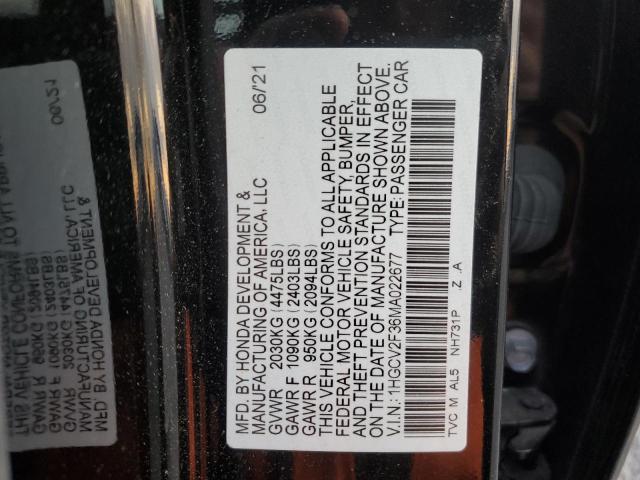 MFD. BY HONDA DEVELOPMENT &
MANUFACTURING OF AMERICA, LLC 06/21
GVWR 2030KG (4475LBS)
GAWR F 1090KG (2403LBS)
GAWR R 950KG (2094LBS)
THIS VEHICLE CONFORMS TO ALL APPLICABLE
FEDERAL MOTOR VEHICLE SAFETY, BUMPER,
AND THEFT PREVENTION STANDARDS IN EFFECT
ON THE DATE OF MANUFACTURE SHOWN ABOVE.
V.I.N.: 1HGCV2F36MA022677 TYPE: PASSENGER CAR
TVC M AL5 NH731P .Z .A